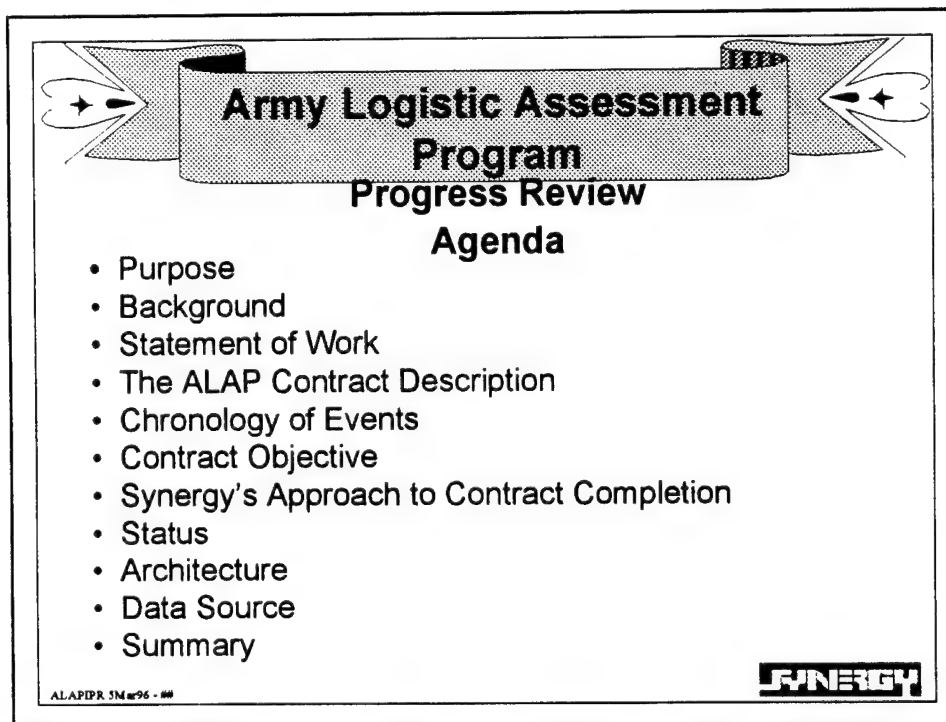 Army Logistic Assessment
Program
Progress Review
Agenda
• Purpose
• Background
• Statement of Work
• The ALAP Contract Description
• Chronology of Events
• Contract Objective
• Synergy's Approach to Contract Completion
• Status
• Architecture
• Data Source
• Summary
ALAPIPR 5Mar96 - ##
SYNERGY